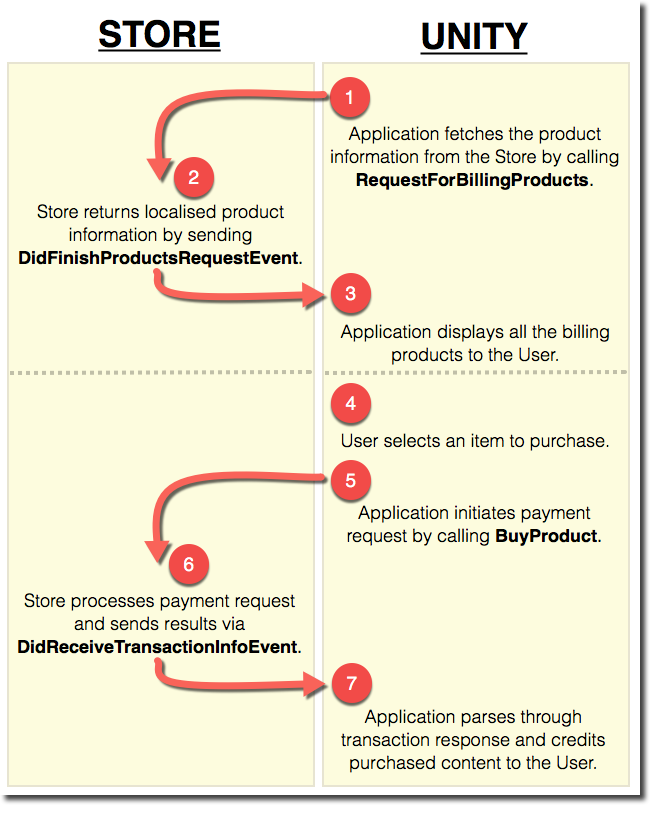 STORE
UNITY
1
Application fetches the product
information from the Store by calling
RequestForBillingProducts.
2
Store returns localised product
information by sending
DidFinishProductsRequestEvent.
3
Application displays all the billing
products to the User.
4
User selects an item to purchase.
5
Application initiates payment
request by calling BuyProduct.
6
Store processes payment request
and sends results via
DidReceiveTransactionInfoEvent.
7
Application parses through
transaction response and credits
purchased content to the User.